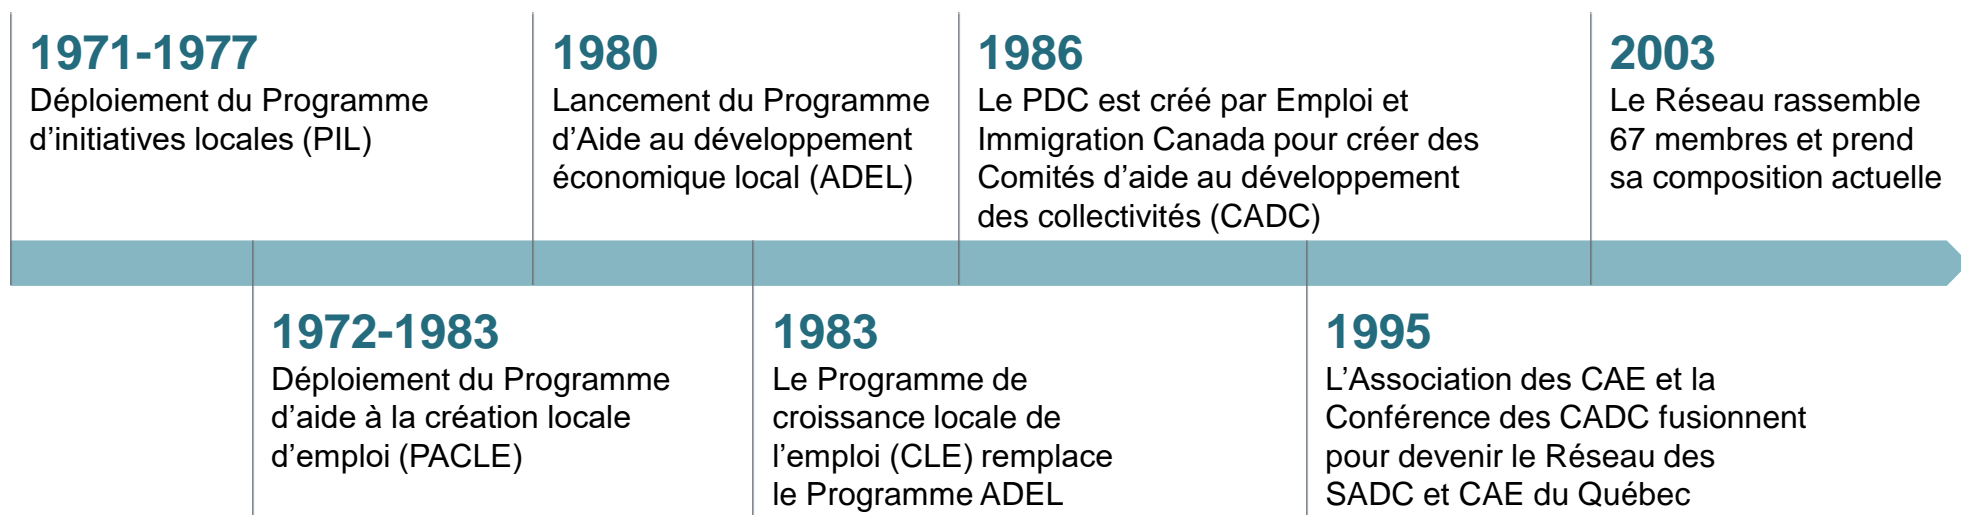 1971-1977
Déploiement du Programme
d’initiatives locales (PIL)
1980
Lancement du Programme
d’Aide au développement
économique local (ADEL)
1986
Le PDC est créé par Emploi et
Immigration Canada pour créer des
Comités d’aide au développement
des collectivités (CADC)
2003
Le Réseau rassemble
67 membres et prend
sa composition actuelle
1972-1983
Déploiement du Programme
d’aide à la création locale
d’emploi (PACLE)
1983
Le Programme de
croissance locale de
l’emploi (CLE) remplace
le Programme ADEL
1995
L’Association des CAE et la
Conférence des CADC fusionnent
pour devenir le Réseau des
SADC et CAE du Québec